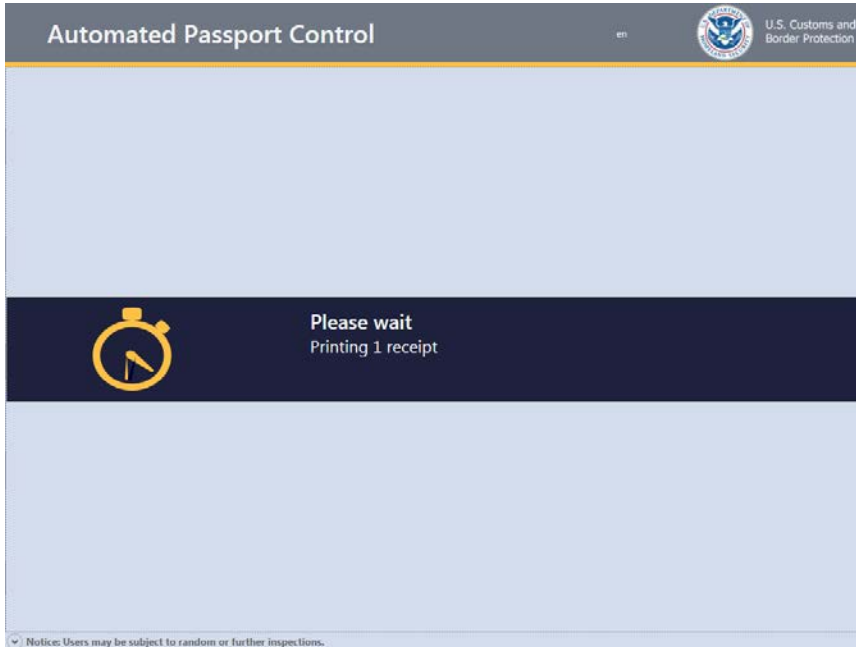 Automated Passport Control
en
U.S. Customs and
Border Protection
Please wait
Printing 1 receipt
Notice: Users may be subject to random or further inspections.